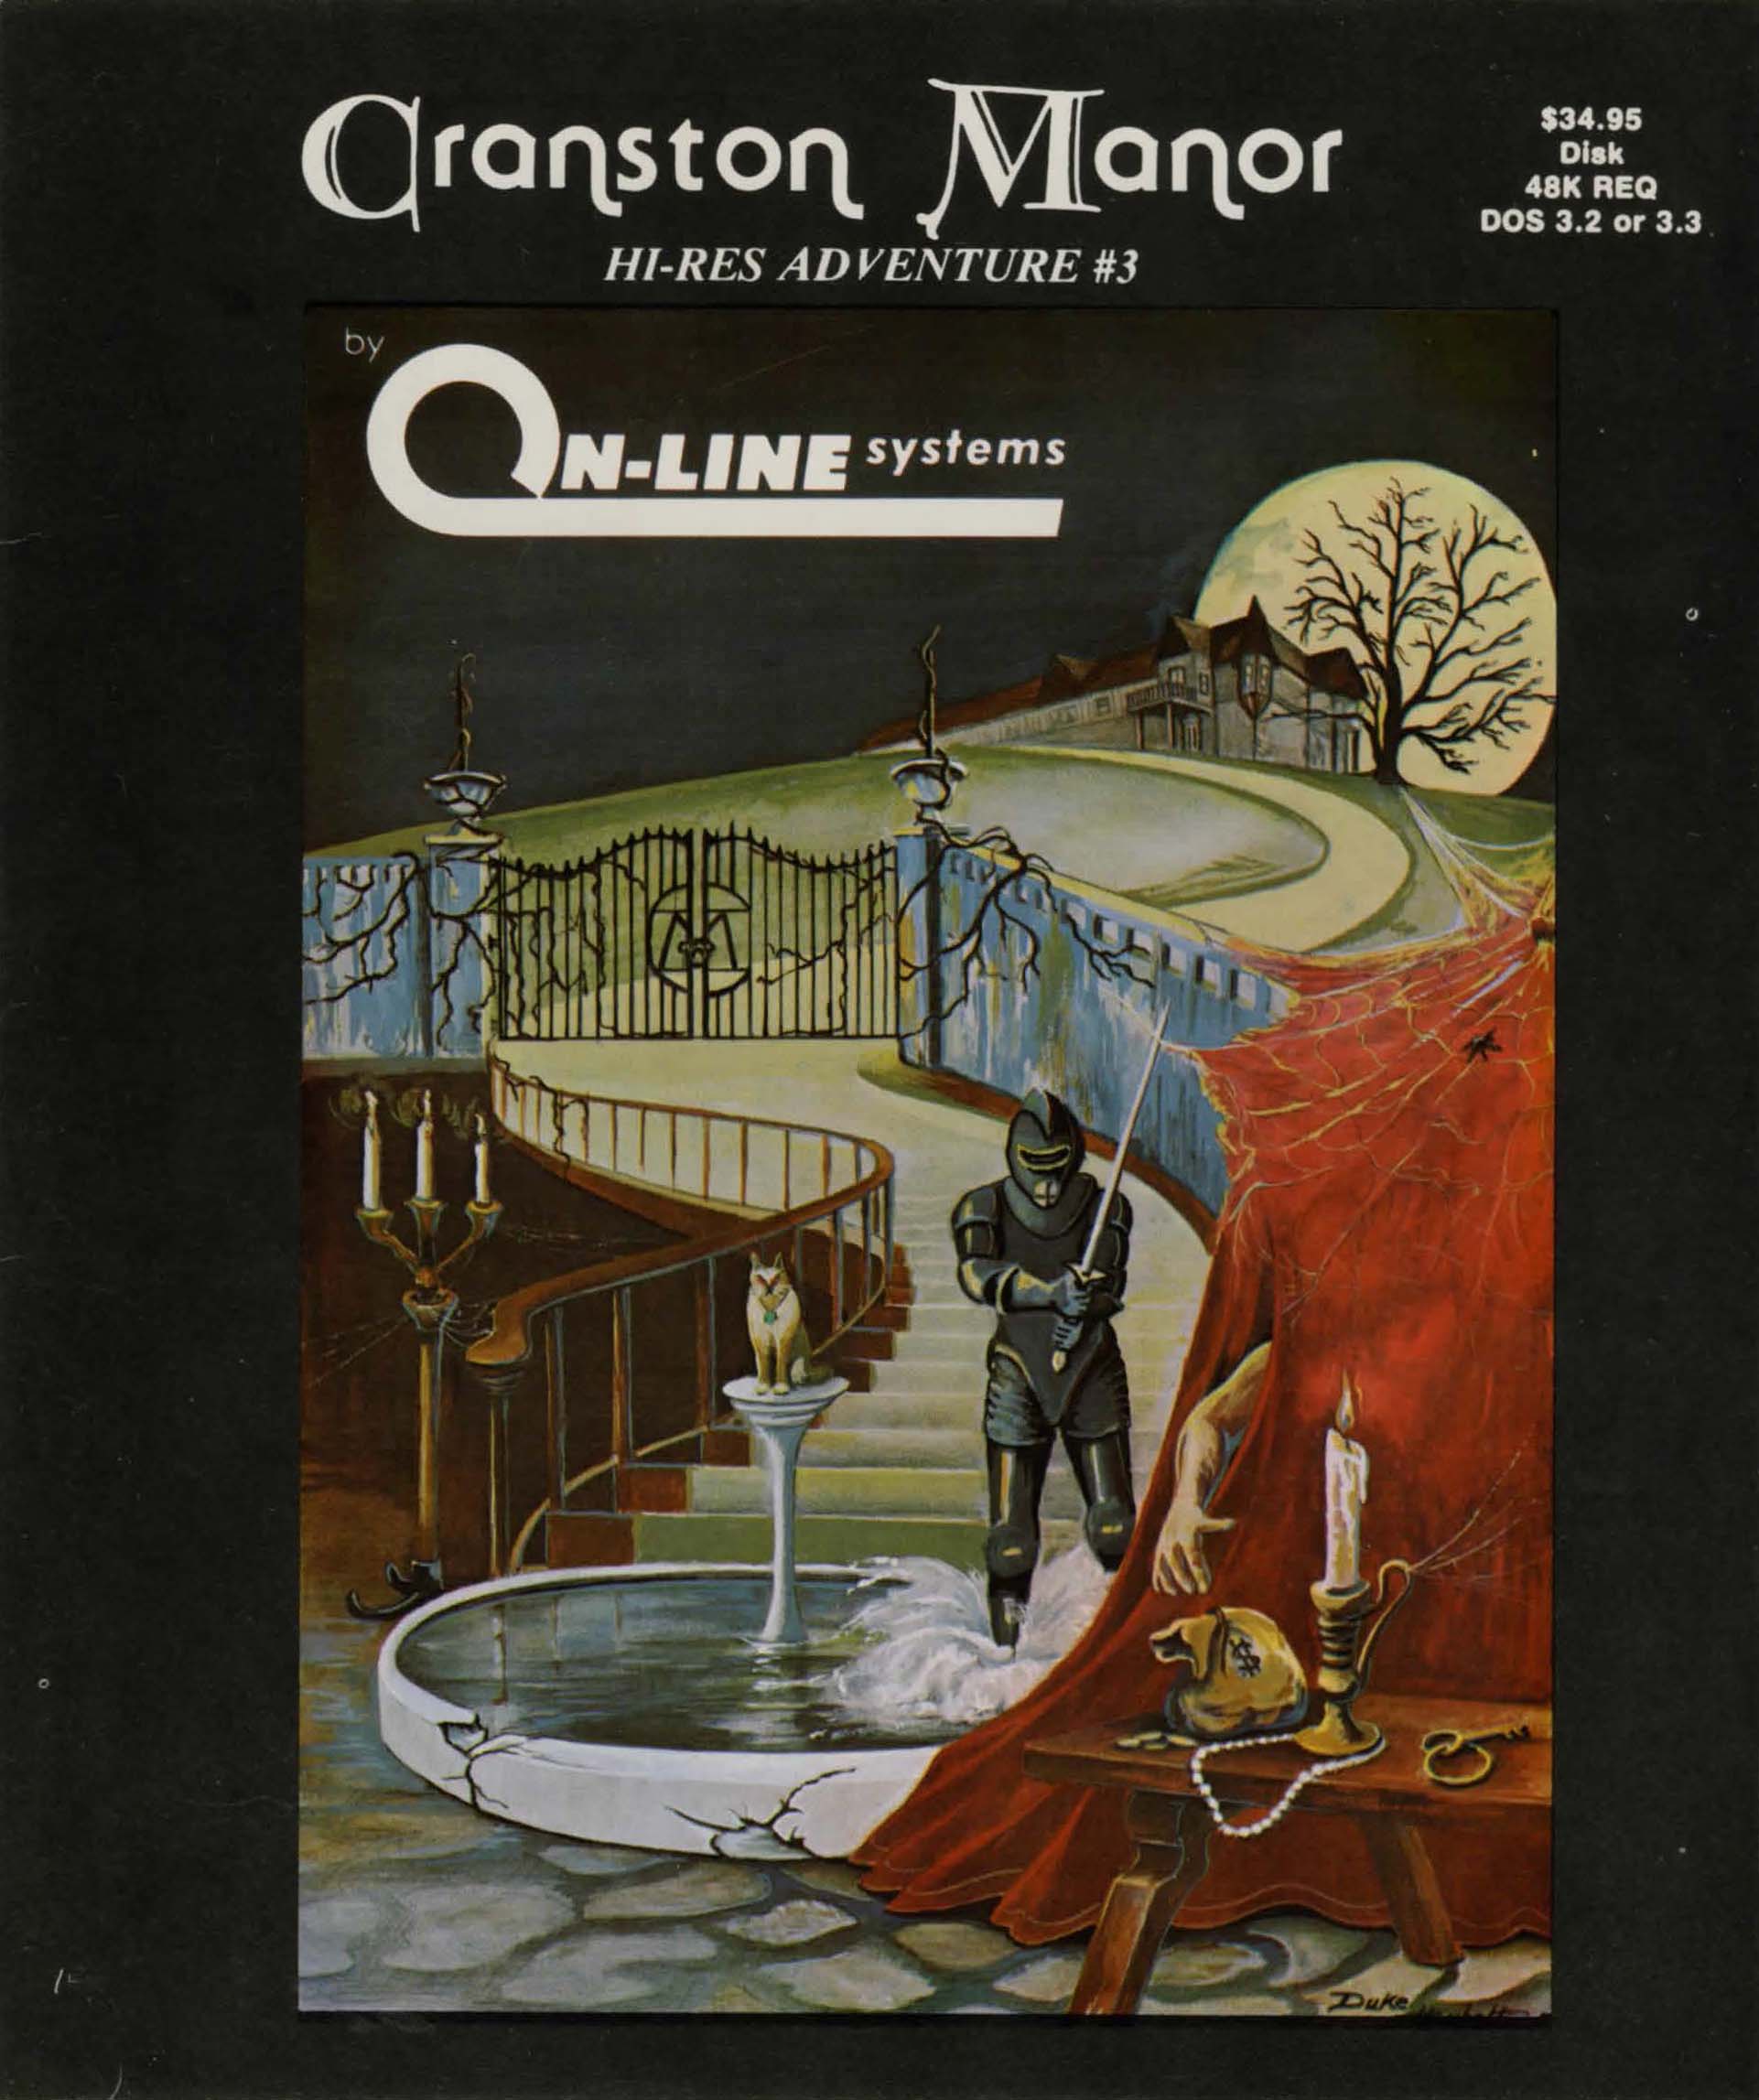 Cranston Manor
HI-RES ADVENTURE #3
$34.95
Disk
48K REQ
DOS 3.2 or 3.3
by
ON-LINE systems
$
Duke